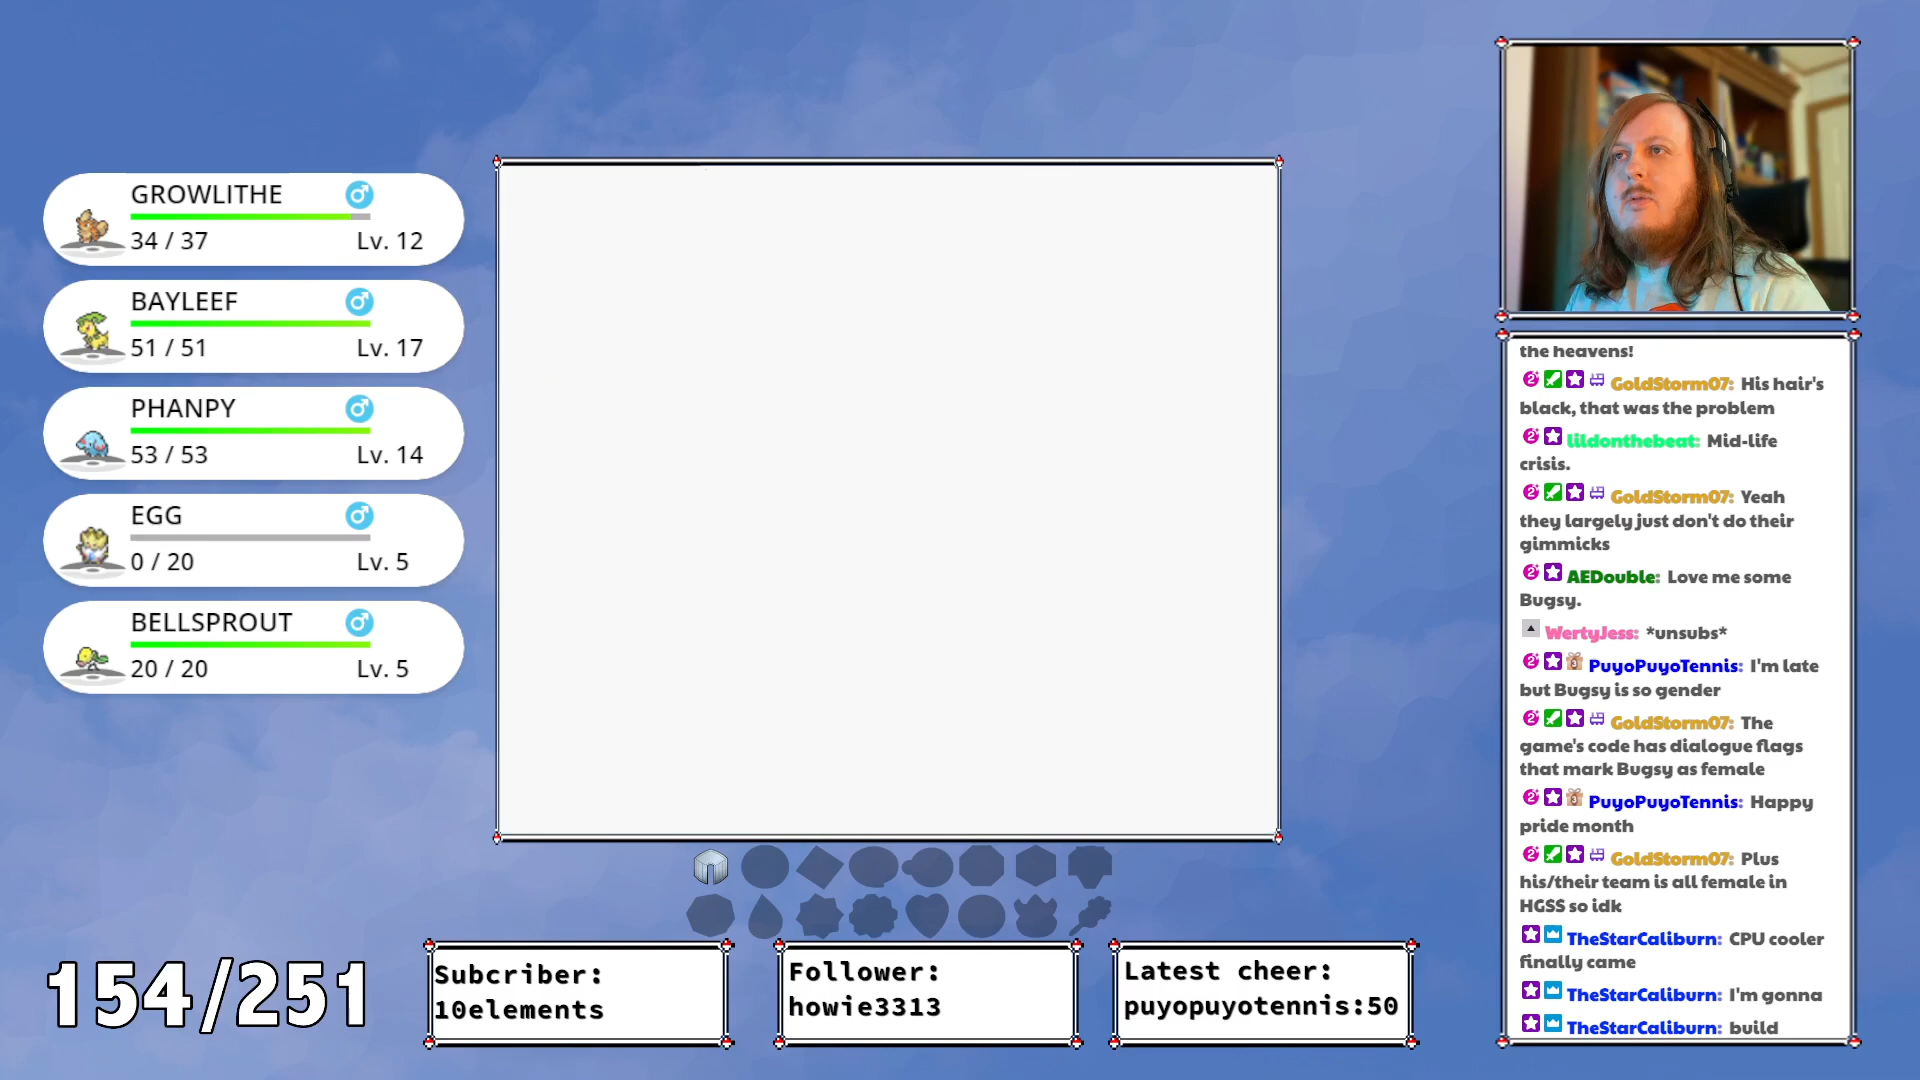 GROWLITHE
34 / 37 Lv. 12
BAYLEEF
51 / 51 Lv. 17
PHANPY
53 / 53 Lv. 14
EGG
0 / 20 Lv. 5
BELLSPROUT
20 / 20 Lv. 5
154/251
Subcriber:
10elements
Follower:
howie3313
Latest cheer:
puyopuyotennis:50
the heavens!
GoldStorm07: His hair's
black, that was the problem
lildonthebeat: Mid-life
crisis.
GoldStorm07: Yeah
they largely just don't do their
gimmicks
AEDouble: Love me some
Bugsy.
WertyJess: *unsubs*
PuyoPuyoTennis: I'm late
but Bugsy is so gender
GoldStorm07: The
game's code has dialogue flags
that mark Bugsy as female
PuyoPuyoTennis: Happy
pride month
GoldStorm07: Plus
his/their team is all female in
HGSS so idk
TheStarCaliburn: CPU cooler
finally came
TheStarCaliburn: I'm gonna
TheStarCaliburn: build